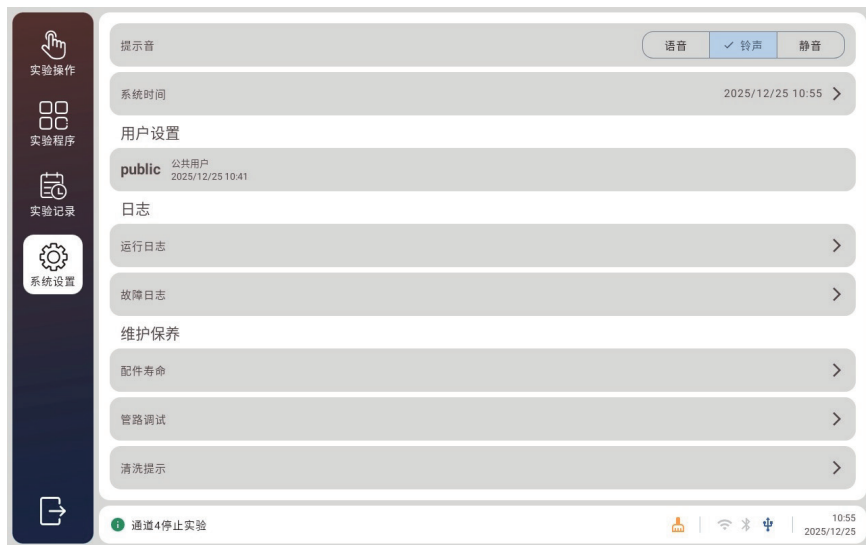 实验操作
实验程序
实验记录
系统设置
提示音
语音 铃声 静音
系统时间 2025/12/25 10:55
用户设置
public 公共用户
2025/12/25 10:41
日志
运行日志
故障日志
维护保养
配件寿命
管路调试
清洗提示
通道4停止实验
10:55
2025/12/25